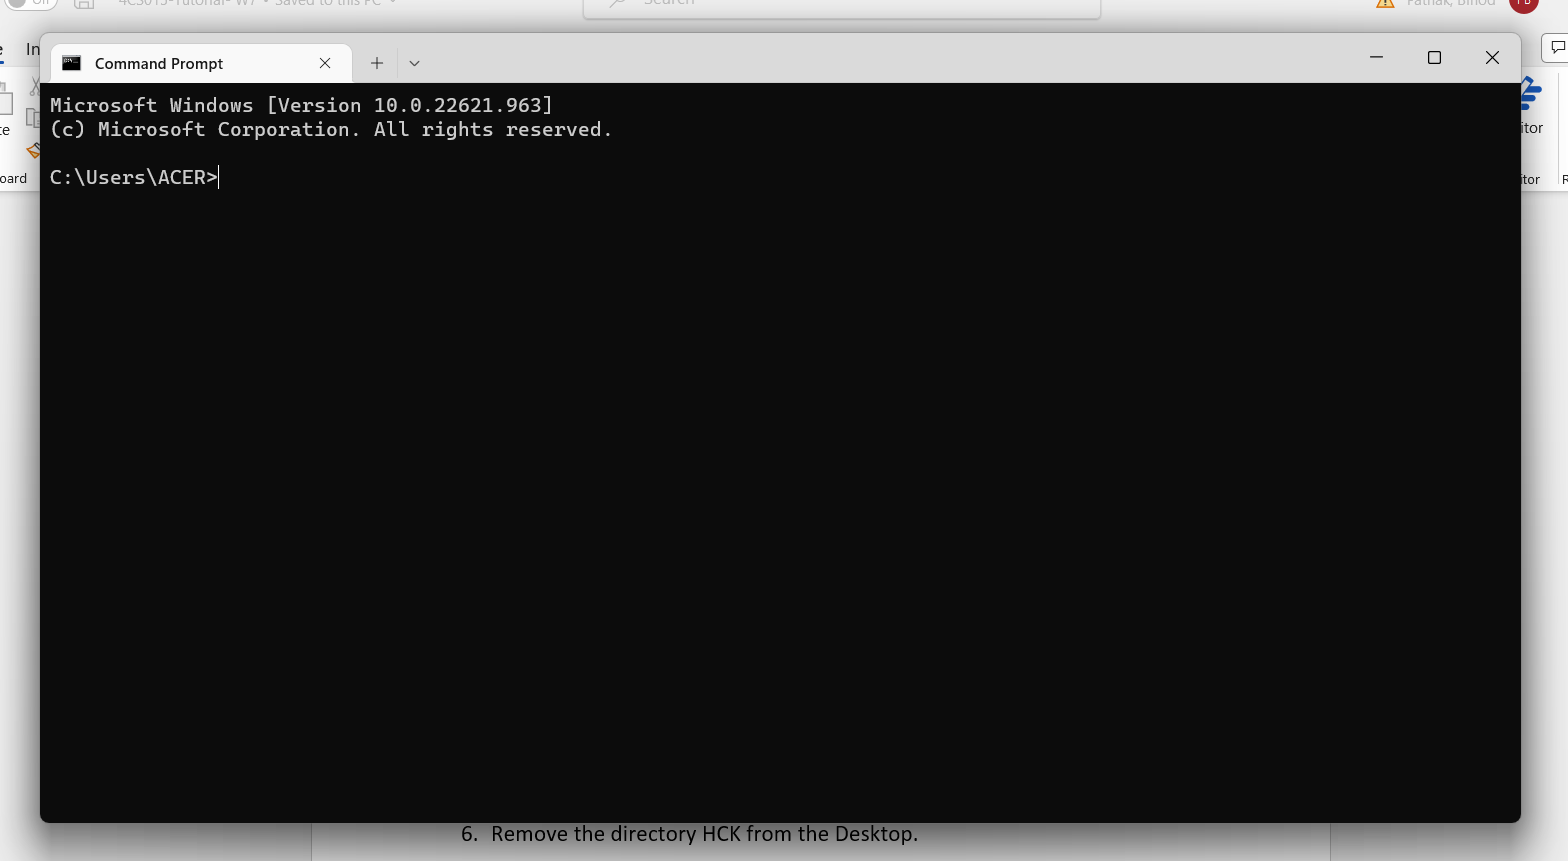 4CS015-Tutorial- W7 • Saved to this PC
Search
Pathak, Binod
PB
In
Command Prompt
Microsoft Windows [Version 10.0.22621.963]
(c) Microsoft Corporation. All rights reserved.
C:\Users\ACER>
te
itor
oard
itor
R
6. Remove the directory HCK from the Desktop.